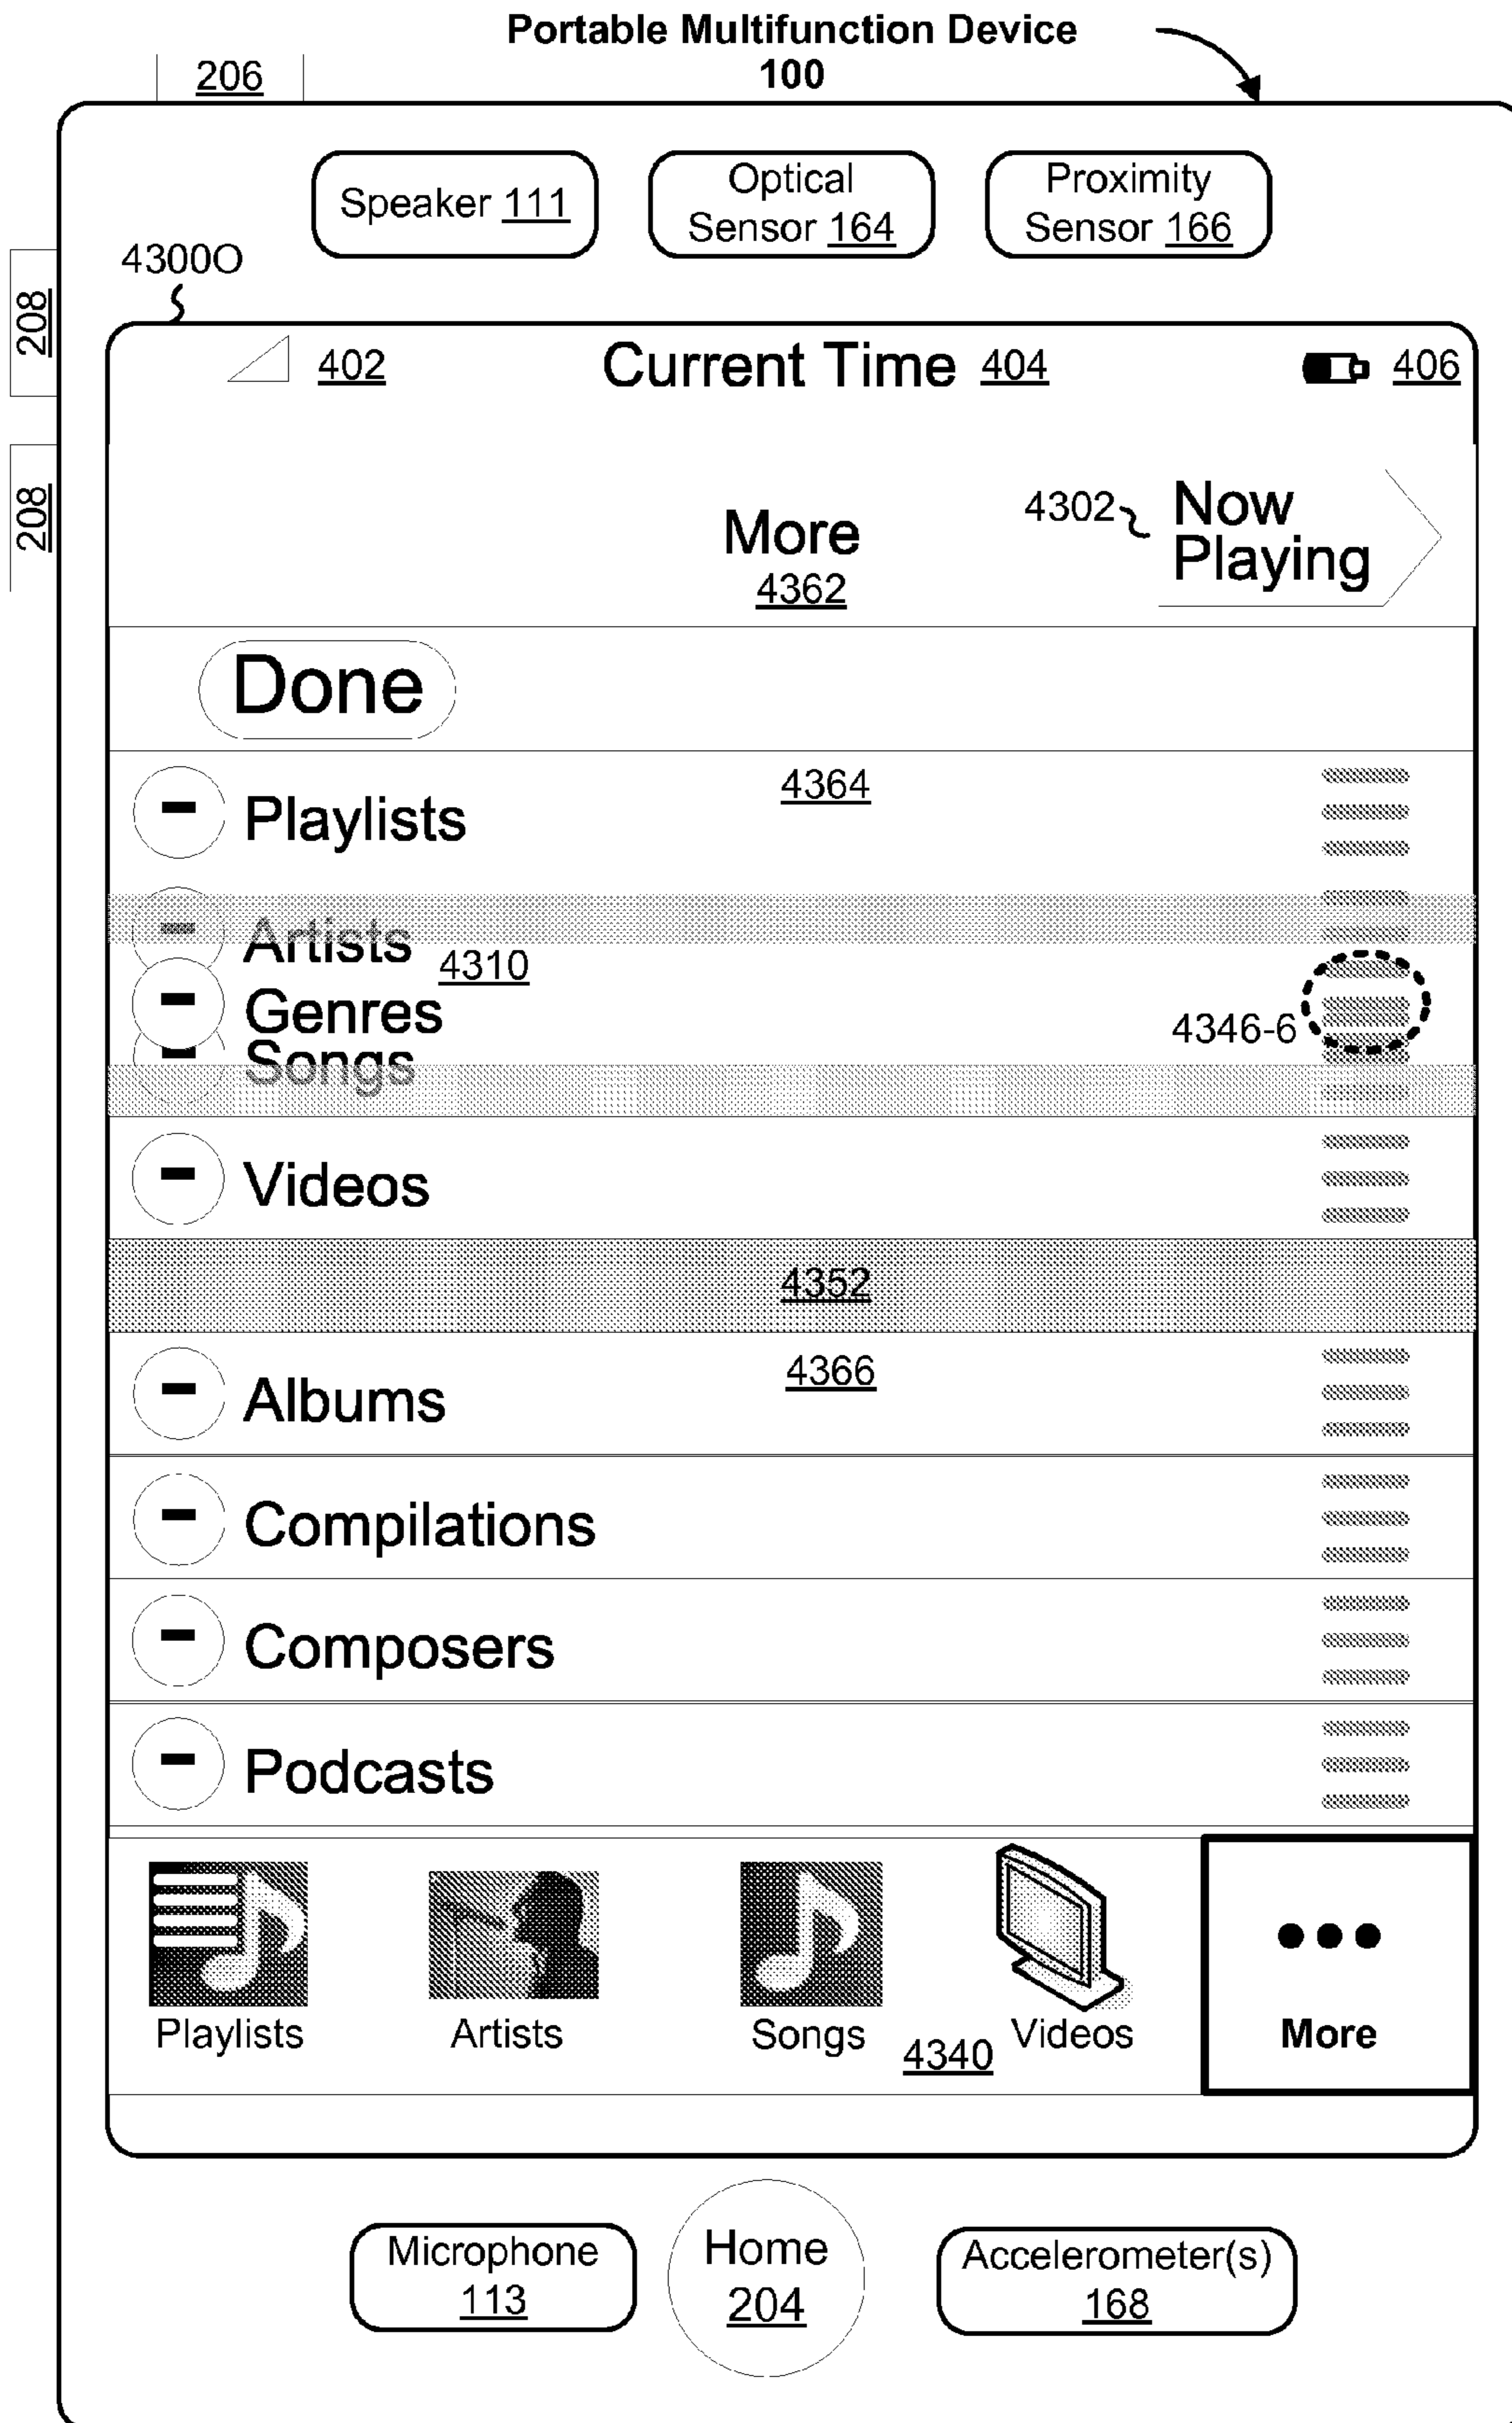 Portable Multifunction Device
100
206
Speaker 111
Optical
Sensor 164
Proximity
Sensor 166
4300O
208
208
402
Current Time 404
406
More
4362
4302
Now
Playing
Done
4364
Playlists
Artists
4310
Genres
4346-6
Songs
Videos
4352
4366
Albums
Compilations
Composers
Podcasts
Playlists
Artists
Songs
4340
Videos
More
Microphone
113
Home
204
Accelerometer(s)
168